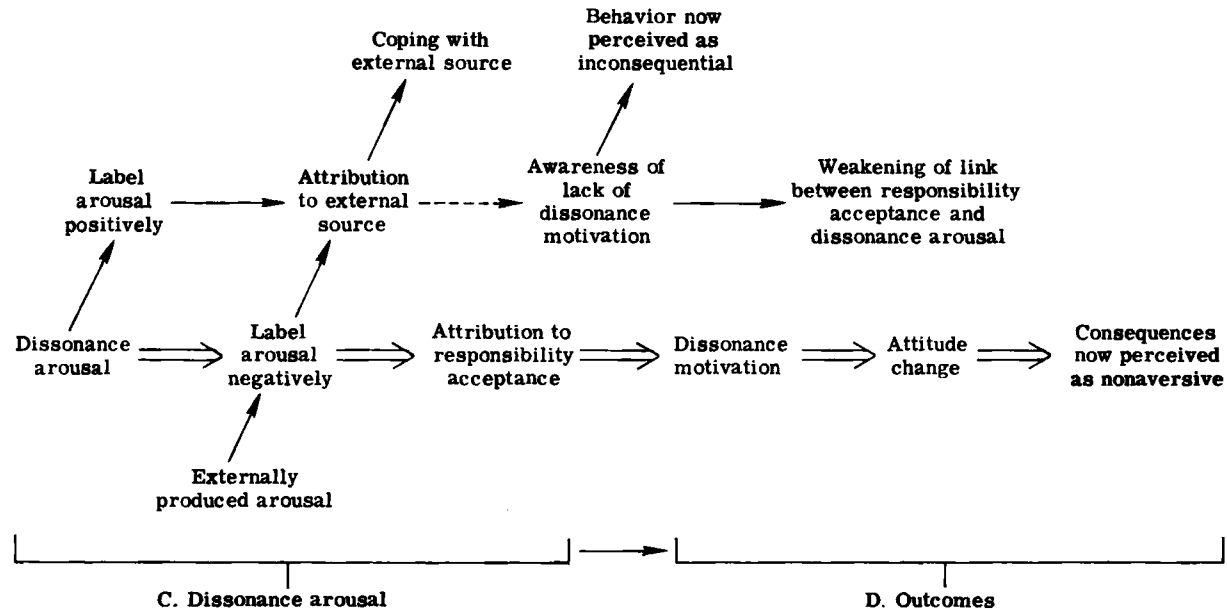 Behavior now
perceived as
inconsequential
Coping with
external source
Label
arousal
positively
Attribution
to external
source
Awareness of
lack of
dissonance
motivation
Weakening of link
between responsibility
acceptance and
dissonance arousal
Dissonance
arousal
Label
arousal
negatively
Attribution to
responsibility
acceptance
Dissonance
motivation
Attitude
change
Consequences
now perceived
as nonaversive
Externally
produced arousal
C. Dissonance arousal
D. Outcomes